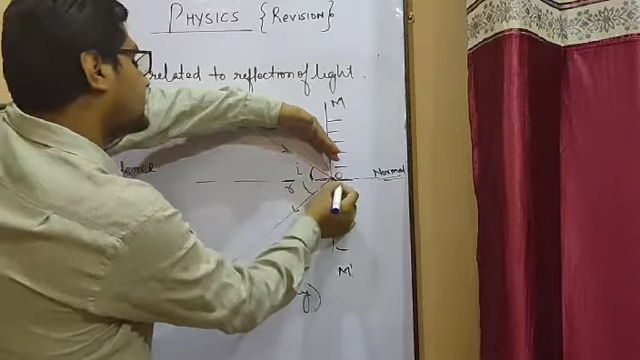 PHYSICS {REVISION}
related to reflection of light.
M
i
Normal
r
O
M'